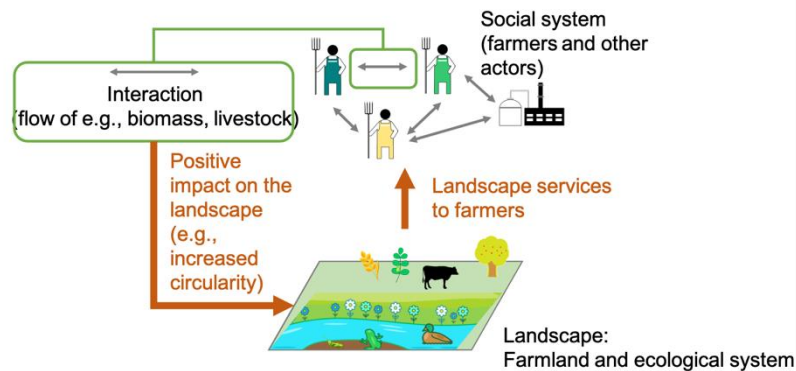 Social system
(farmers and other
actors)
Interaction
(flow of e.g., biomass, livestock)
Positive
impact on the
landscape
(e.g.,
increased
circularity)
Landscape services
to farmers
Landscape:
Farmland and ecological system